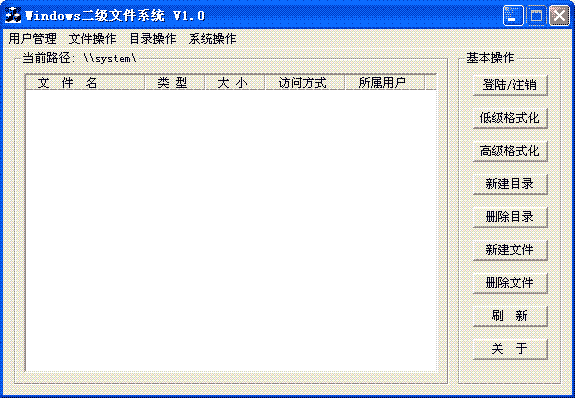 Windows二级文件系统 V1.0
用户管理 文件操作 目录操作 系统操作
当前路径: \\system\
文 件 名 类 型 大 小 访问方式 所属用户
基本操作
登陆/注销
低级格式化
高级格式化
新建目录
删除目录
新建文件
删除文件
刷 新
关 于